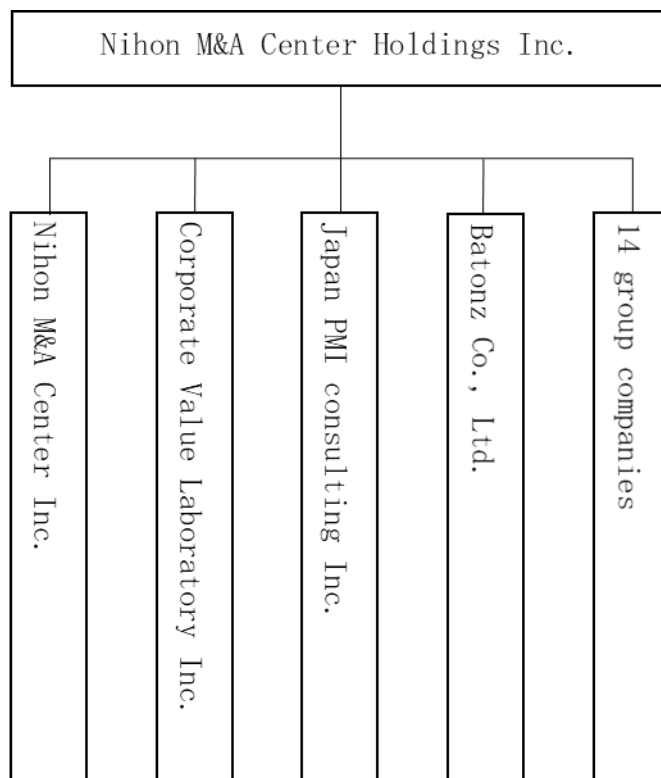 Nihon M&A Center Holdings Inc.
Nihon M&A Center Inc.
Corporate Value Laboratory Inc.
Japan PMI consulting Inc.
Batonz Co., Ltd.
14 group companies